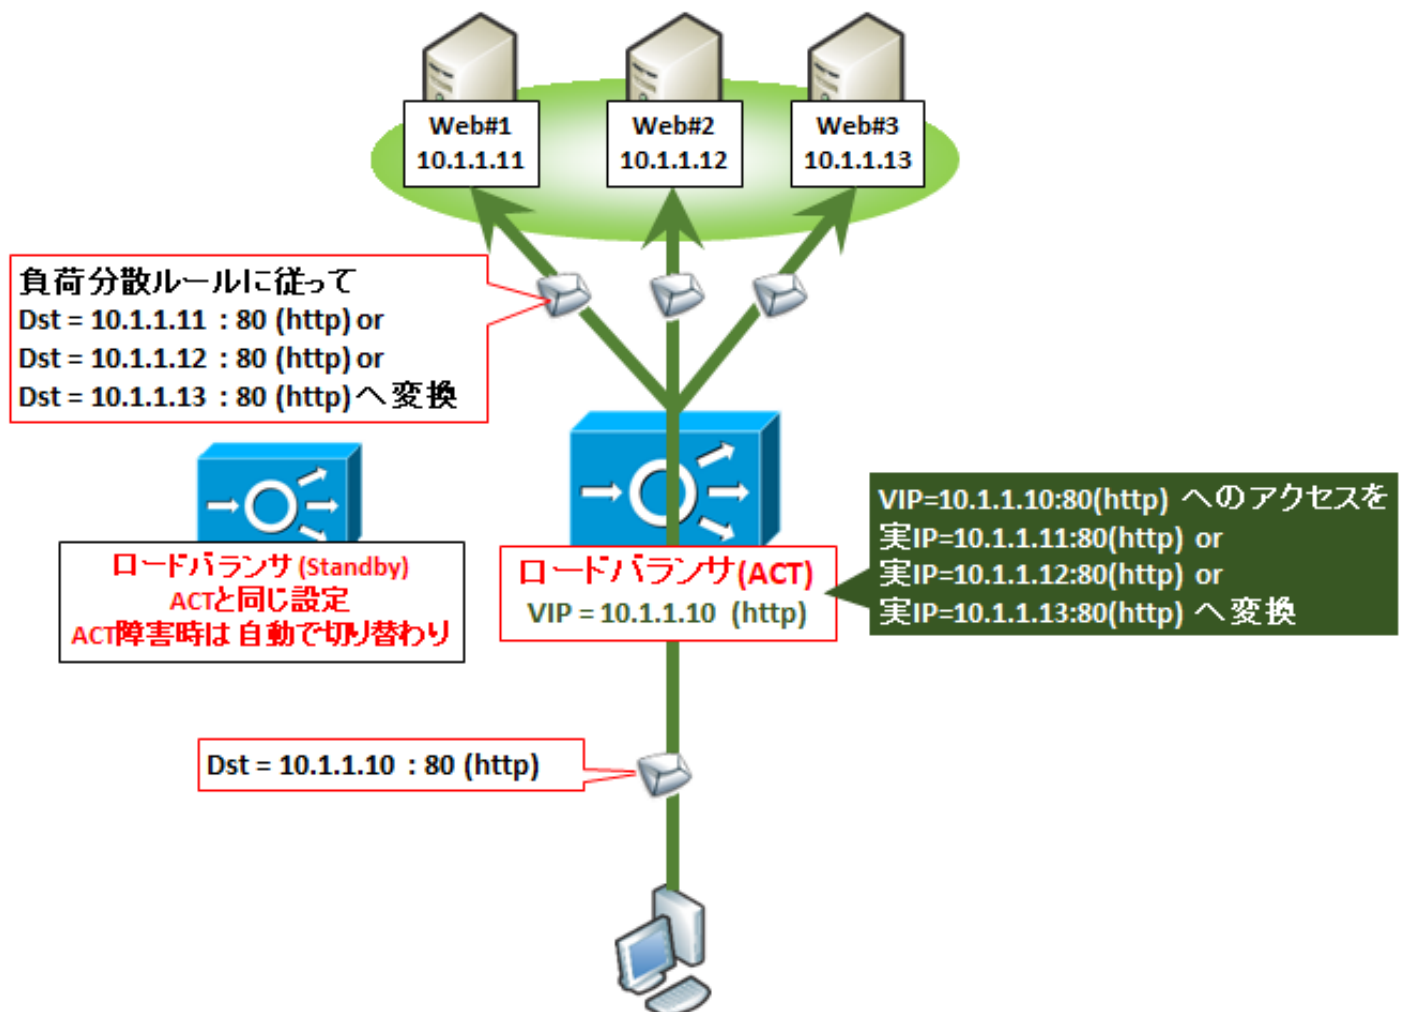 Web#1
10.1.1.11
Web#2
10.1.1.12
Web#3
10.1.1.13
負荷分散ルールに従って
Dst = 10.1.1.11 : 80 (http) or
Dst = 10.1.1.12 : 80 (http) or
Dst = 10.1.1.13 : 80 (http) へ変換
ロードバランサ (Standby)
ACTと同じ設定
ACT障害時は自動で切り替わり
ロードバランサ(ACT)
VIP = 10.1.1.10 (http)
VIP=10.1.1.10:80(http) へのアクセスを
実IP=10.1.1.11:80(http) or
実IP=10.1.1.12:80(http) or
実IP=10.1.1.13:80(http) へ変換
Dst = 10.1.1.10 : 80 (http)